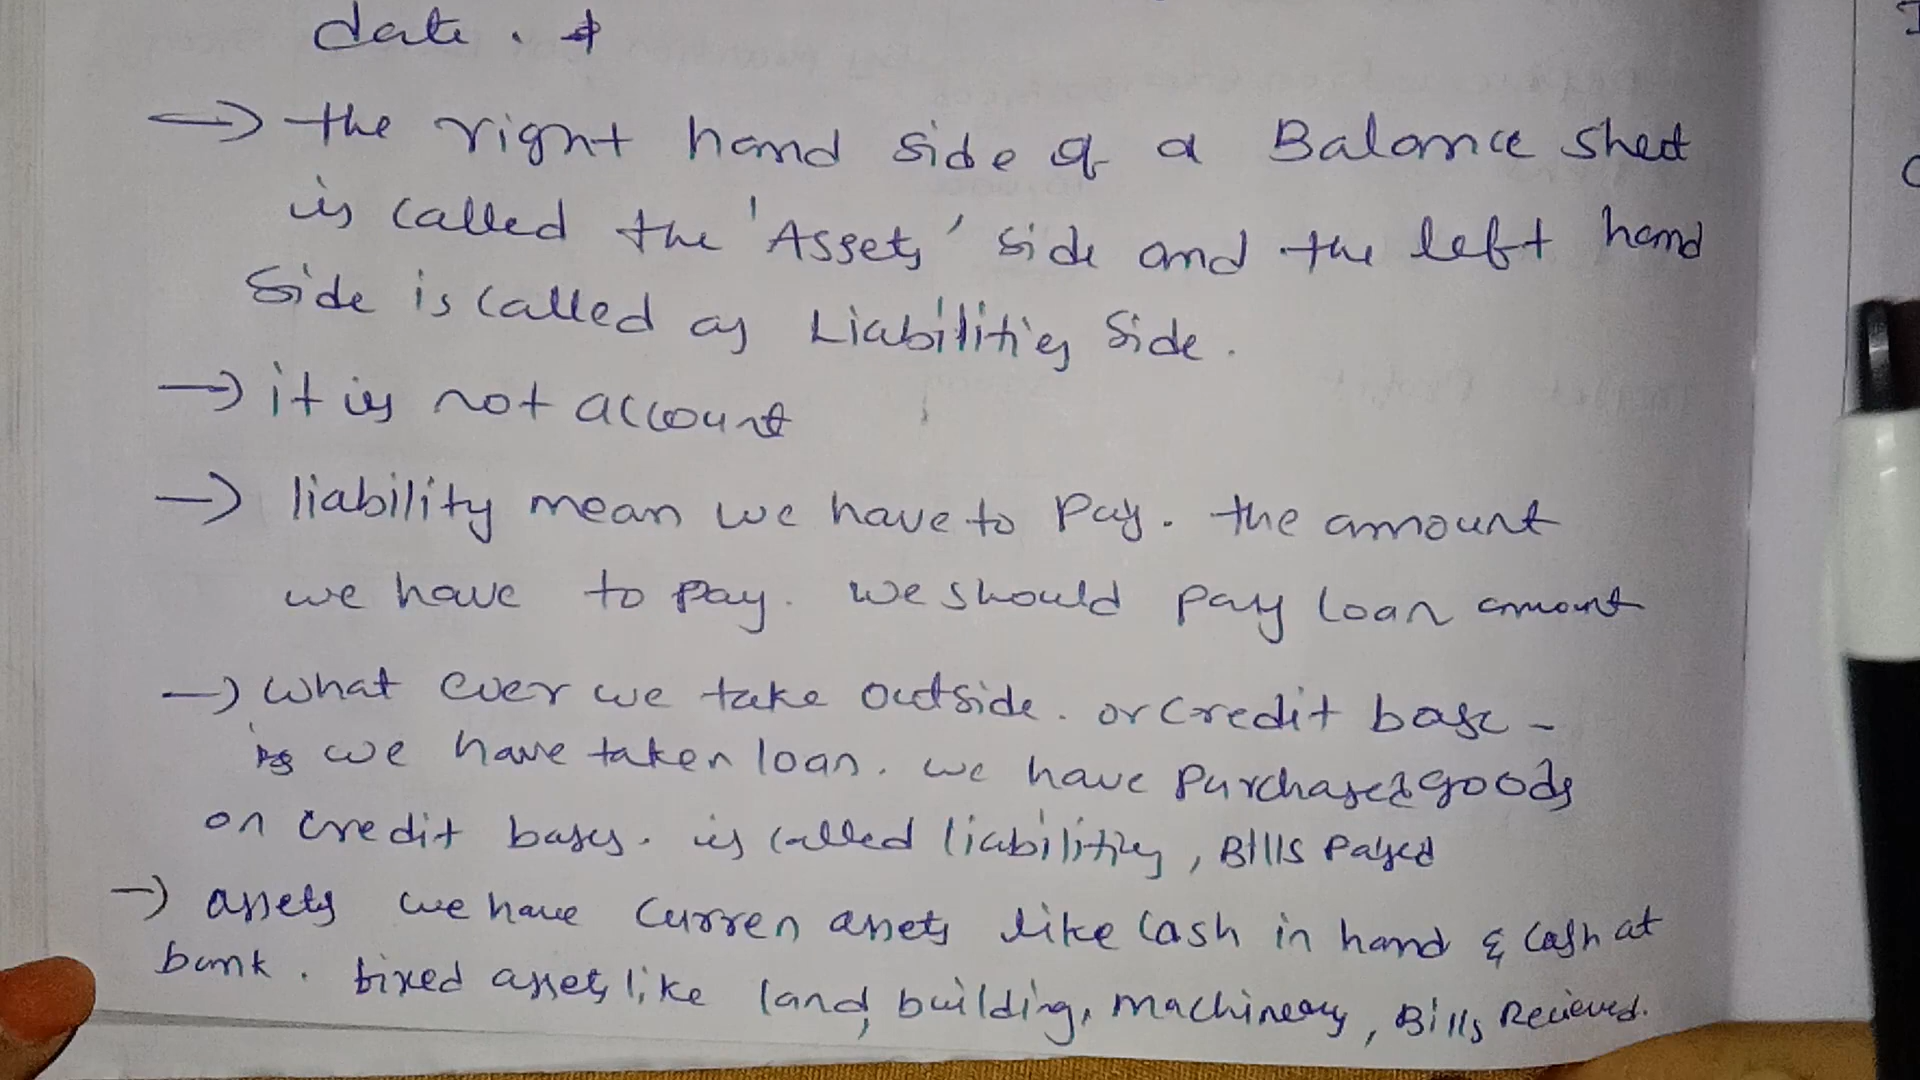 date.
→ the right hand side of a Balance sheet
is called the 'Assets' side and the left hand
side is called as Liabilities side.
→ it is not account
→ liability mean we have to pay. the amount
we have to pay. we should pay loan amount
→ what ever we take outside. or credit base -
we have taken loan. we have purchased goods
on credit bases. is called liabilities, Bills Payed
→ assets we have curren assets like cash in hand & cash at
bank. fixed assets like land, building, machinery, Bills Recieved.